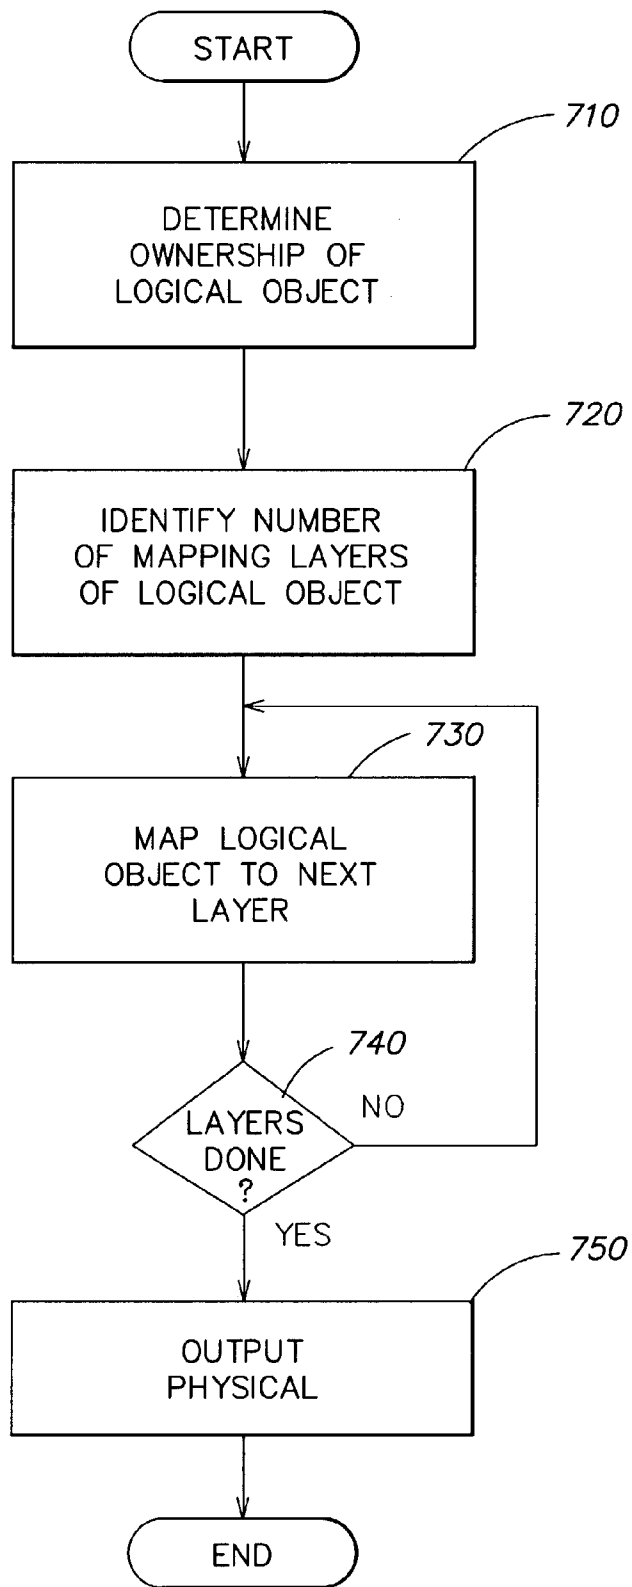 START
710
DETERMINE
OWNERSHIP OF
LOGICAL OBJECT
720
IDENTIFY NUMBER
OF MAPPING LAYERS
OF LOGICAL OBJECT
730
MAP LOGICAL
OBJECT TO NEXT
LAYER
740
LAYERS
DONE
?
NO
YES
750
OUTPUT
PHYSICAL
END